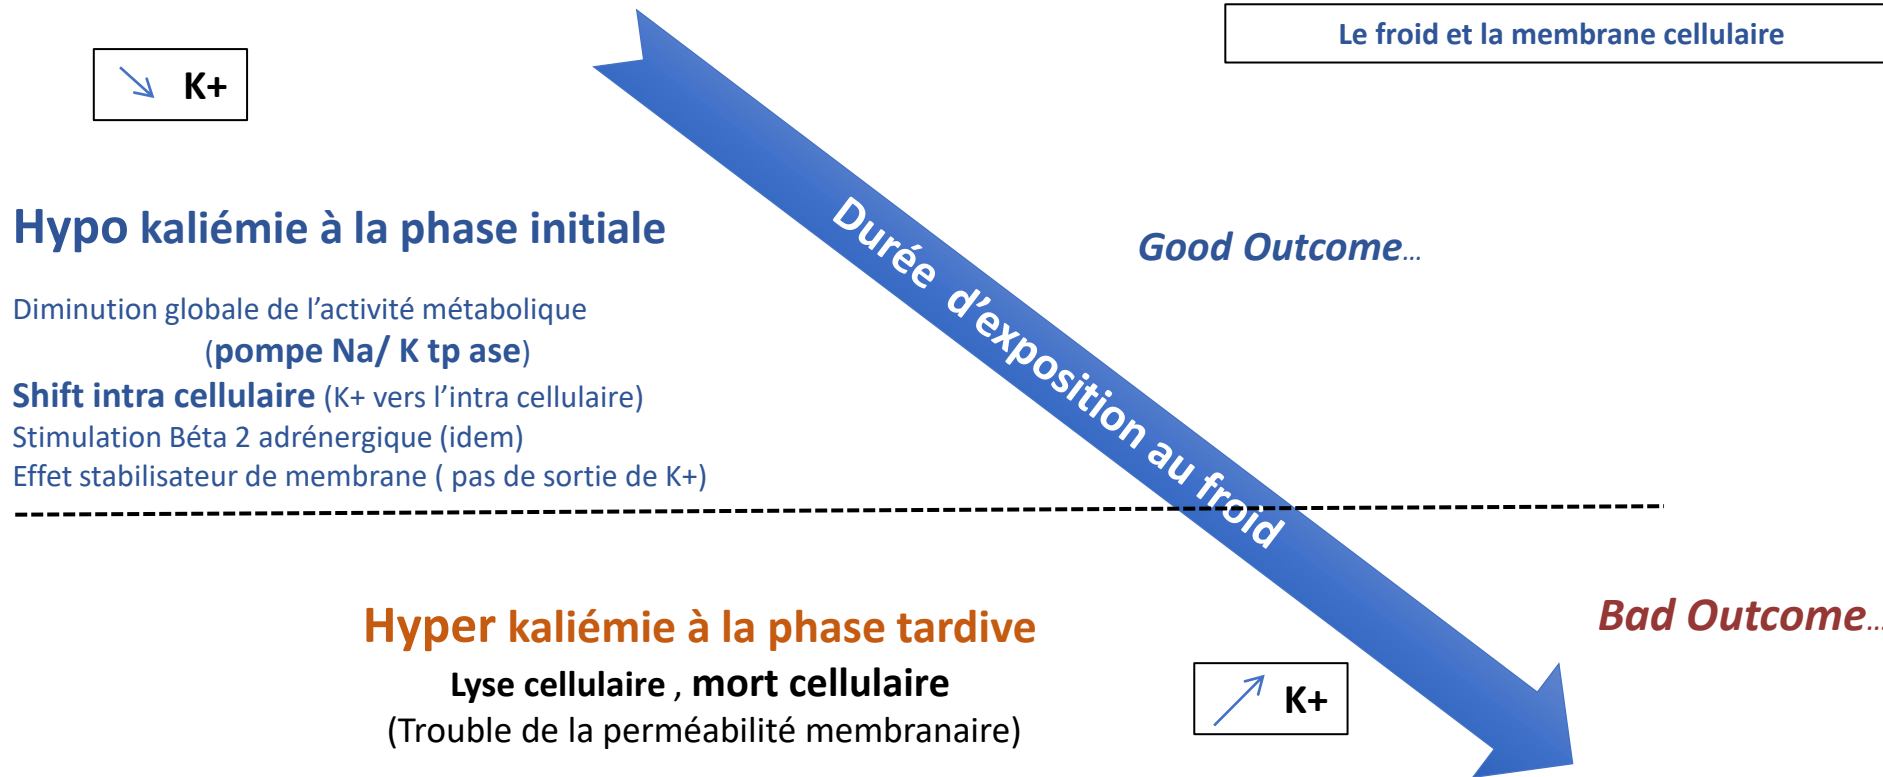 Le froid et la membrane cellulaire
K+
Hypo kaliémie à la phase initiale
Good Outcome...
Durée d'exposition au froid
Diminution globale de l'activité métabolique
(pompe Na/ K tp ase)
Shift intra cellulaire (K+ vers l'intra cellulaire)
Stimulation Béta 2 adrénergique (idem)
Effet stabilisateur de membrane ( pas de sortie de K+)
Hyper kaliémie à la phase tardive
Bad Outcome...
Lyse cellulaire , mort cellulaire
(Trouble de la perméabilité membranaire)
K+